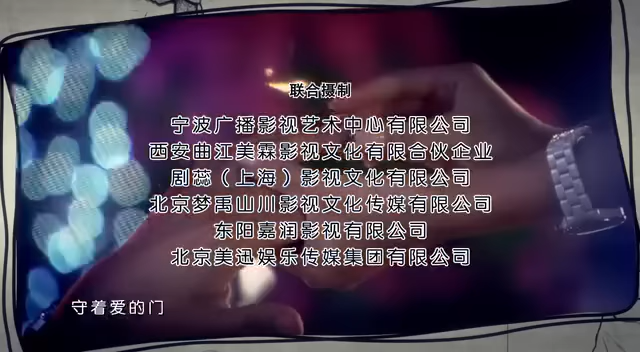 联合摄制
宁波广播影视艺术中心有限公司
西安曲江美霖影视文化有限合伙企业
剧蕊（上海）影视文化有限公司
北京梦禹山川影视文化传媒有限公司
东阳嘉润影视有限公司
北京美迅娱乐传媒集团有限公司
守着爱的门